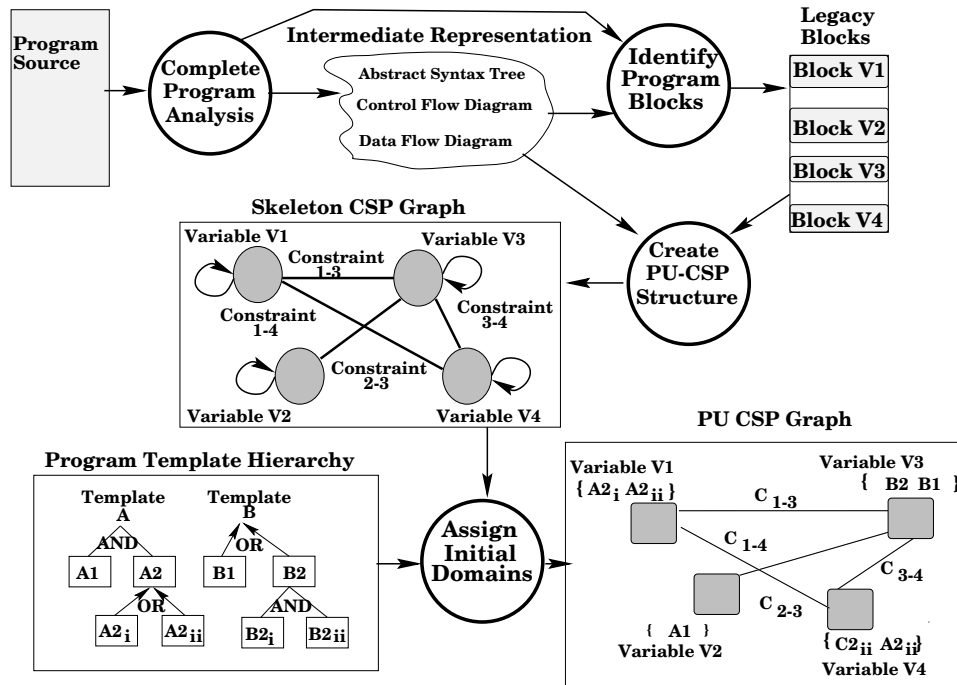 Program
Source
Complete
Program
Analysis
Intermediate Representation
Abstract Syntax Tree
Control Flow Diagram
Data Flow Diagram
Identify
Program
Blocks
Legacy
Blocks
Block V1
Block V2
Block V3
Block V4
Create
PU-CSP
Structure
Skeleton CSP Graph
Variable V1
Variable V3
Constraint
1-3
Constraint
1-4
Constraint
3-4
Constraint
2-3
Variable V2
Variable V4
Program Template Hierarchy
Template
A
AND
A1
A2
OR
A2i
A2ii
Template
B
OR
B1
B2
AND
B2i
B2ii
Assign
Initial
Domains
PU CSP Graph
Variable V1
{ A2i A2ii }
Variable V3
{ B2 B1 }
C 1-3
C 1-4
C 3-4
C 2-3
{ A1 }
Variable V2
{ C2ii A2ii }
Variable V4